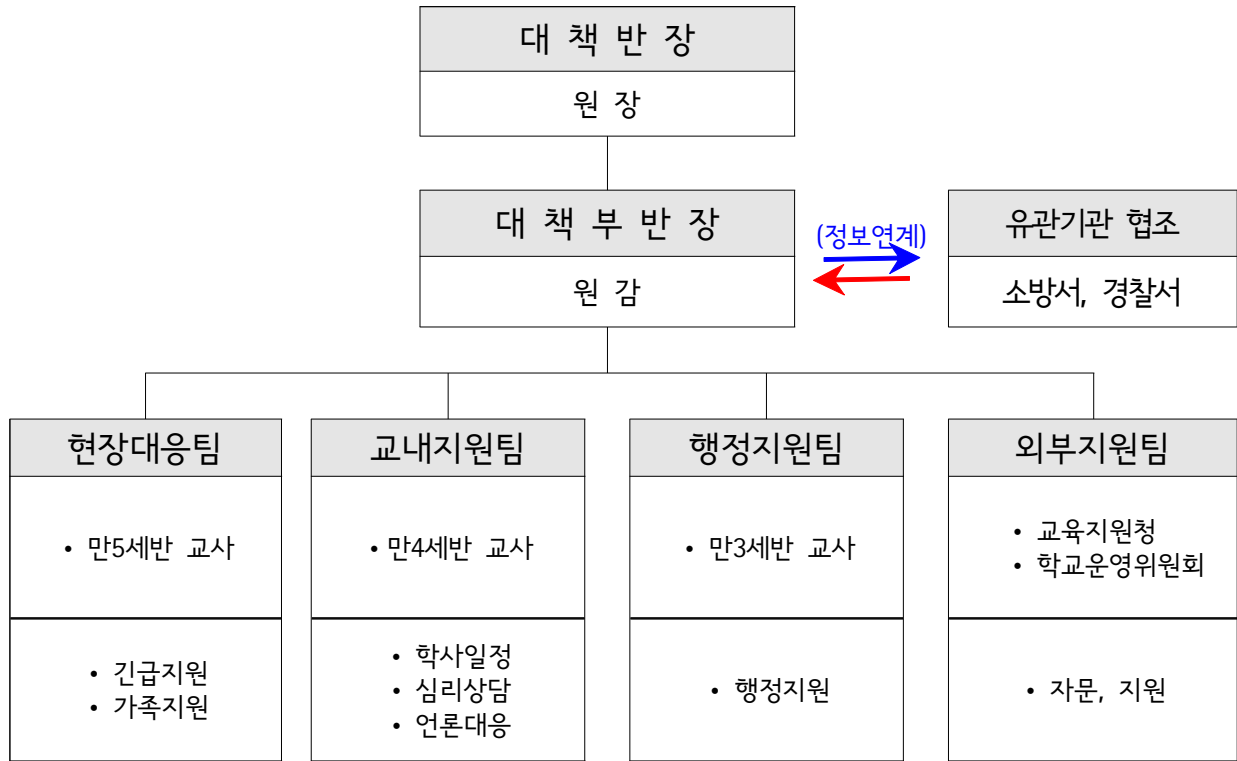 대 책 반 장
원 장
대 책 부 반 장
원 감
(정보연계)
유관기관 협조
소방서, 경찰서
현장대응팀
• 만5세반 교사
• 긴급지원
• 가족지원
교내지원팀
• 만4세반 교사
• 학사일정
• 심리상담
• 언론대응
행정지원팀
• 만3세반 교사
• 행정지원
외부지원팀
• 교육지원청
• 학교운영위원회
• 자문, 지원